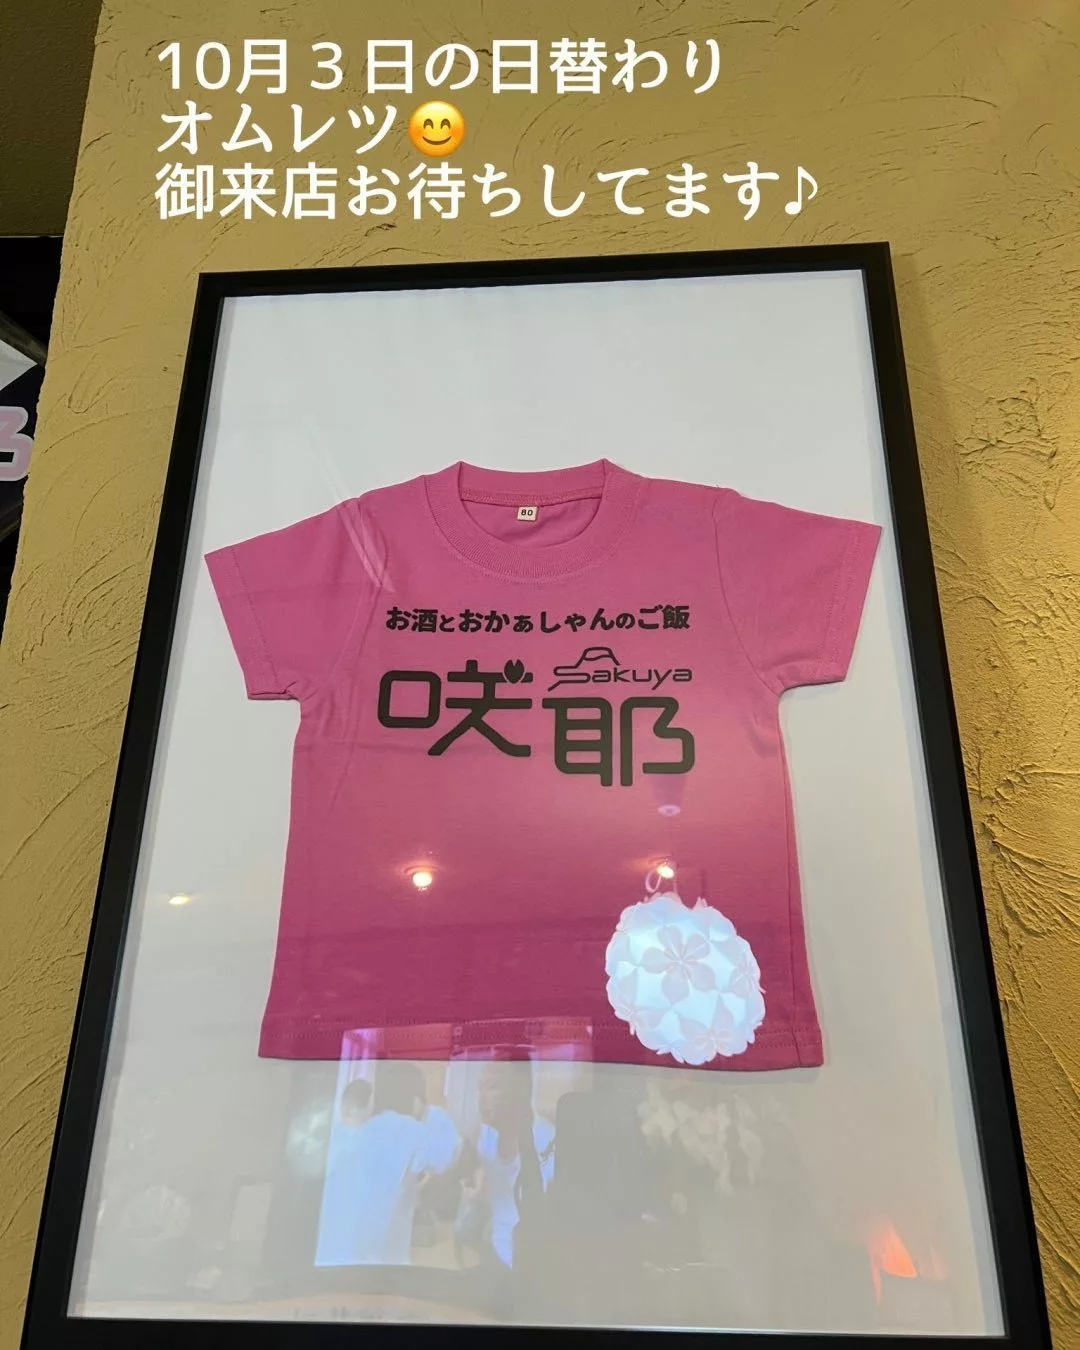 10月３日の日替わり
オムレツ😊
御来店お待ちしてます♪
80
お酒とおかぁしゃんのご飯
Sakuya
咲耶